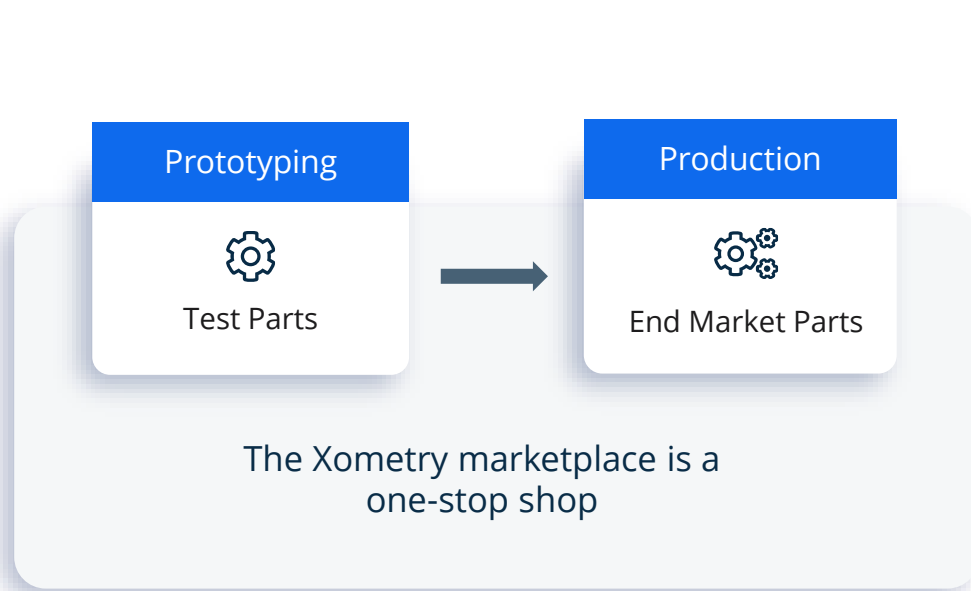 Prototyping
Test Parts
Production
End Market Parts
The Xometry marketplace is a
one-stop shop